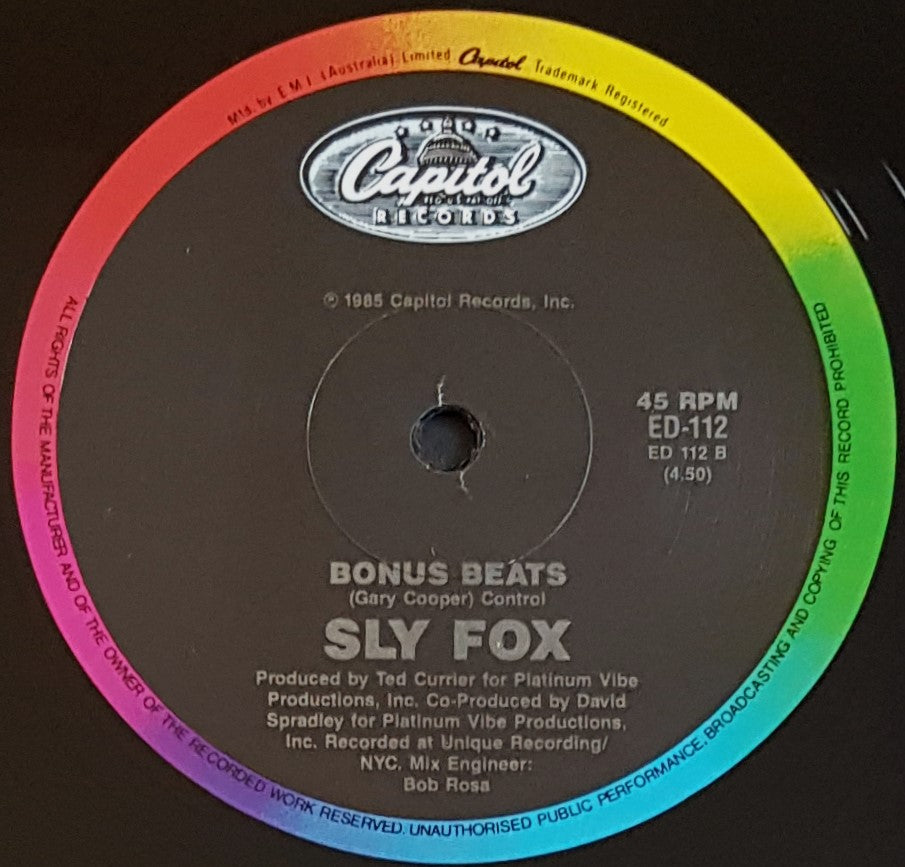 Mfd. by E M I (Australia) Limited Capitol Trademark Registered
Capitol
RECORDS
℗ 1985 Capitol Records, Inc.
45 RPM
ED-112
ED 112 B
(4.50)
BONUS BEATS
(Gary Cooper) Control
SLY FOX
Produced by Ted Currier for Platinum Vibe
Productions, Inc. Co-Produced by David
Spradley for Platinum Vibe Productions,
Inc. Recorded at Unique Recording/
NYC. Mix Engineer:
Bob Rosa
ALL RIGHTS OF THE MANUFACTURER AND OF THE OWNER OF THE RECORDED WORK RESERVED. UNAUTHORISED PUBLIC PERFORMANCE, BROADCASTING AND COPYING OF THIS RECORD PROHIBITED